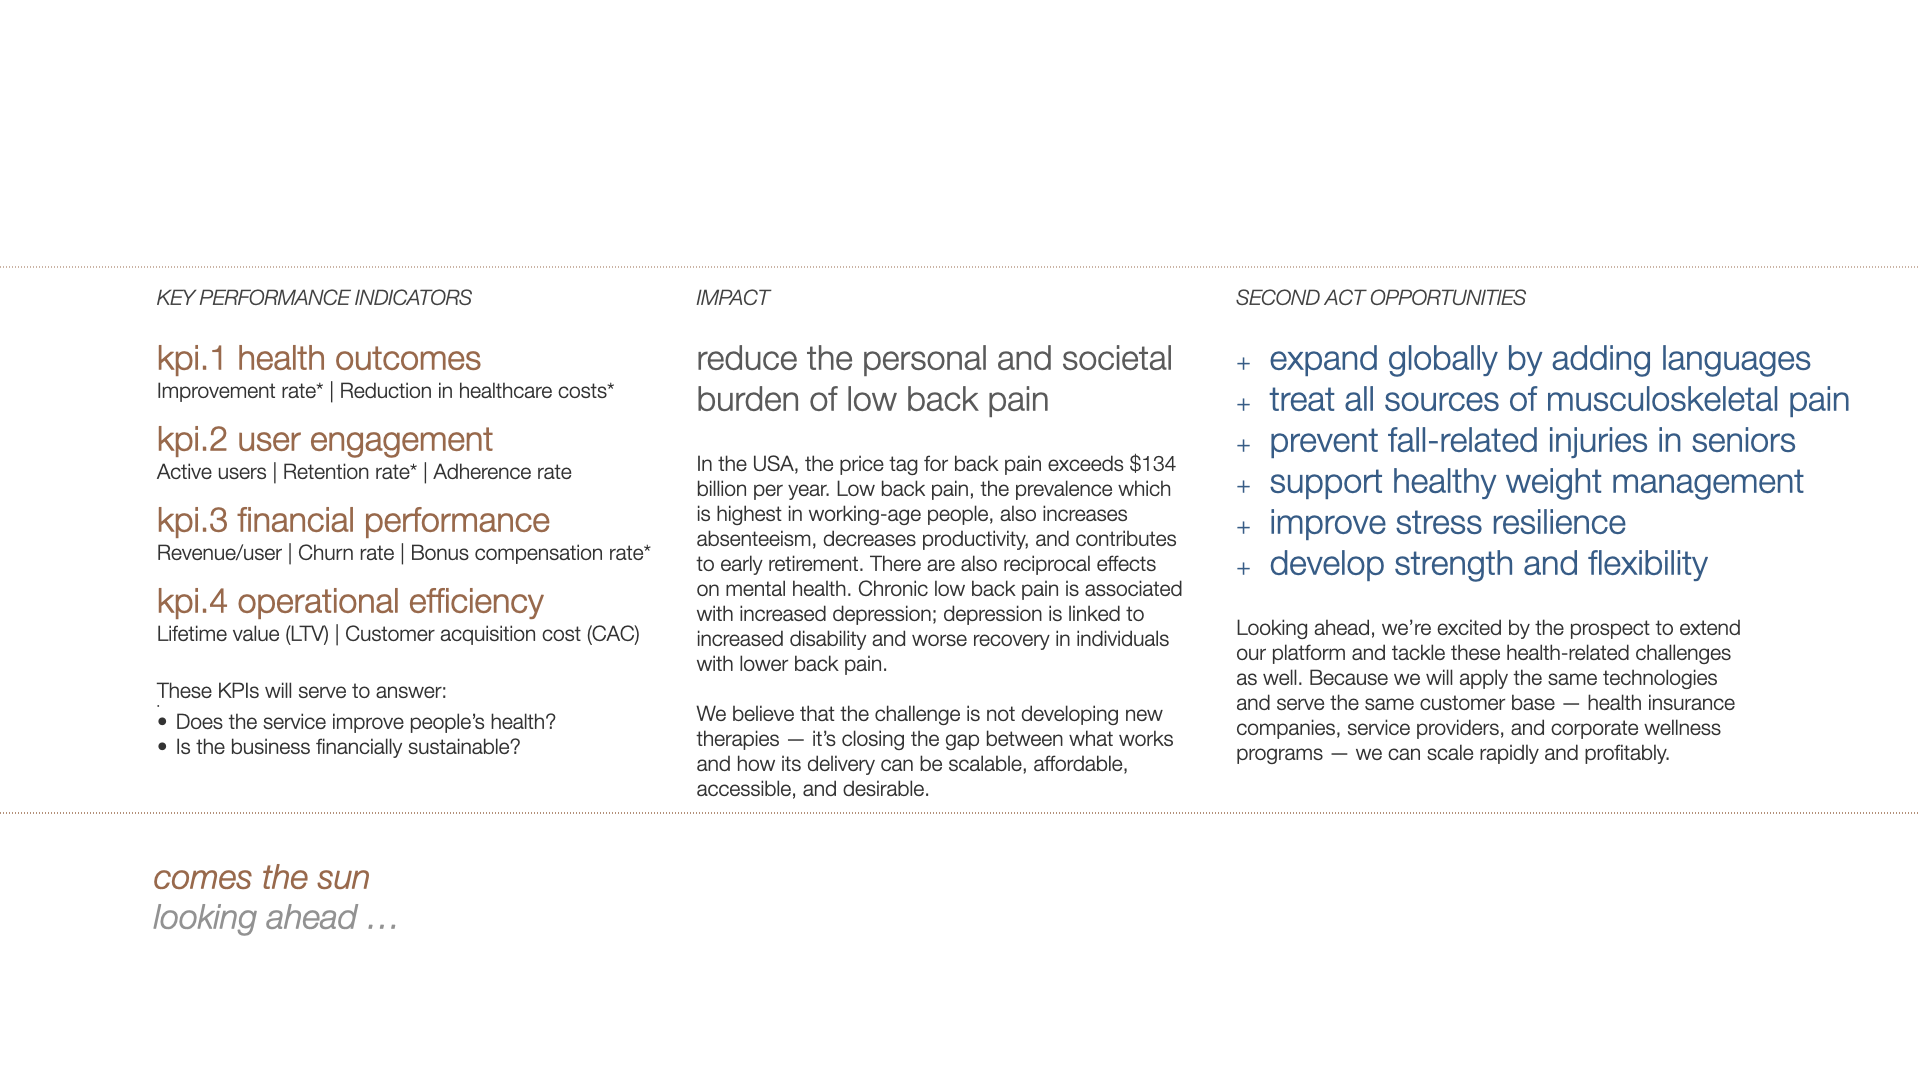 KEY PERFORMANCE INDICATORS
kpi.1 health outcomes
Improvement rate* | Reduction in healthcare costs*
kpi.2 user engagement
Active users | Retention rate* | Adherence rate
kpi.3 financial performance
Revenue/user | Churn rate | Bonus compensation rate*
kpi.4 operational efficiency
Lifetime value (LTV) | Customer acquisition cost (CAC)
These KPIs will serve to answer:
• Does the service improve people’s health?
• Is the business financially sustainable?
IMPACT
reduce the personal and societal
burden of low back pain
In the USA, the price tag for back pain exceeds $134
billion per year. Low back pain, the prevalence which
is highest in working-age people, also increases
absenteeism, decreases productivity, and contributes
to early retirement. There are also reciprocal effects
on mental health. Chronic low back pain is associated
with increased depression; depression is linked to
increased disability and worse recovery in individuals
with lower back pain.
We believe that the challenge is not developing new
therapies — it’s closing the gap between what works
and how its delivery can be scalable, affordable,
accessible, and desirable.
SECOND ACT OPPORTUNITIES
+ expand globally by adding languages
+ treat all sources of musculoskeletal pain
+ prevent fall-related injuries in seniors
+ support healthy weight management
+ improve stress resilience
+ develop strength and flexibility
Looking ahead, we’re excited by the prospect to extend
our platform and tackle these health-related challenges
as well. Because we will apply the same technologies
and serve the same customer base — health insurance
companies, service providers, and corporate wellness
programs — we can scale rapidly and profitably.
comes the sun
looking ahead …